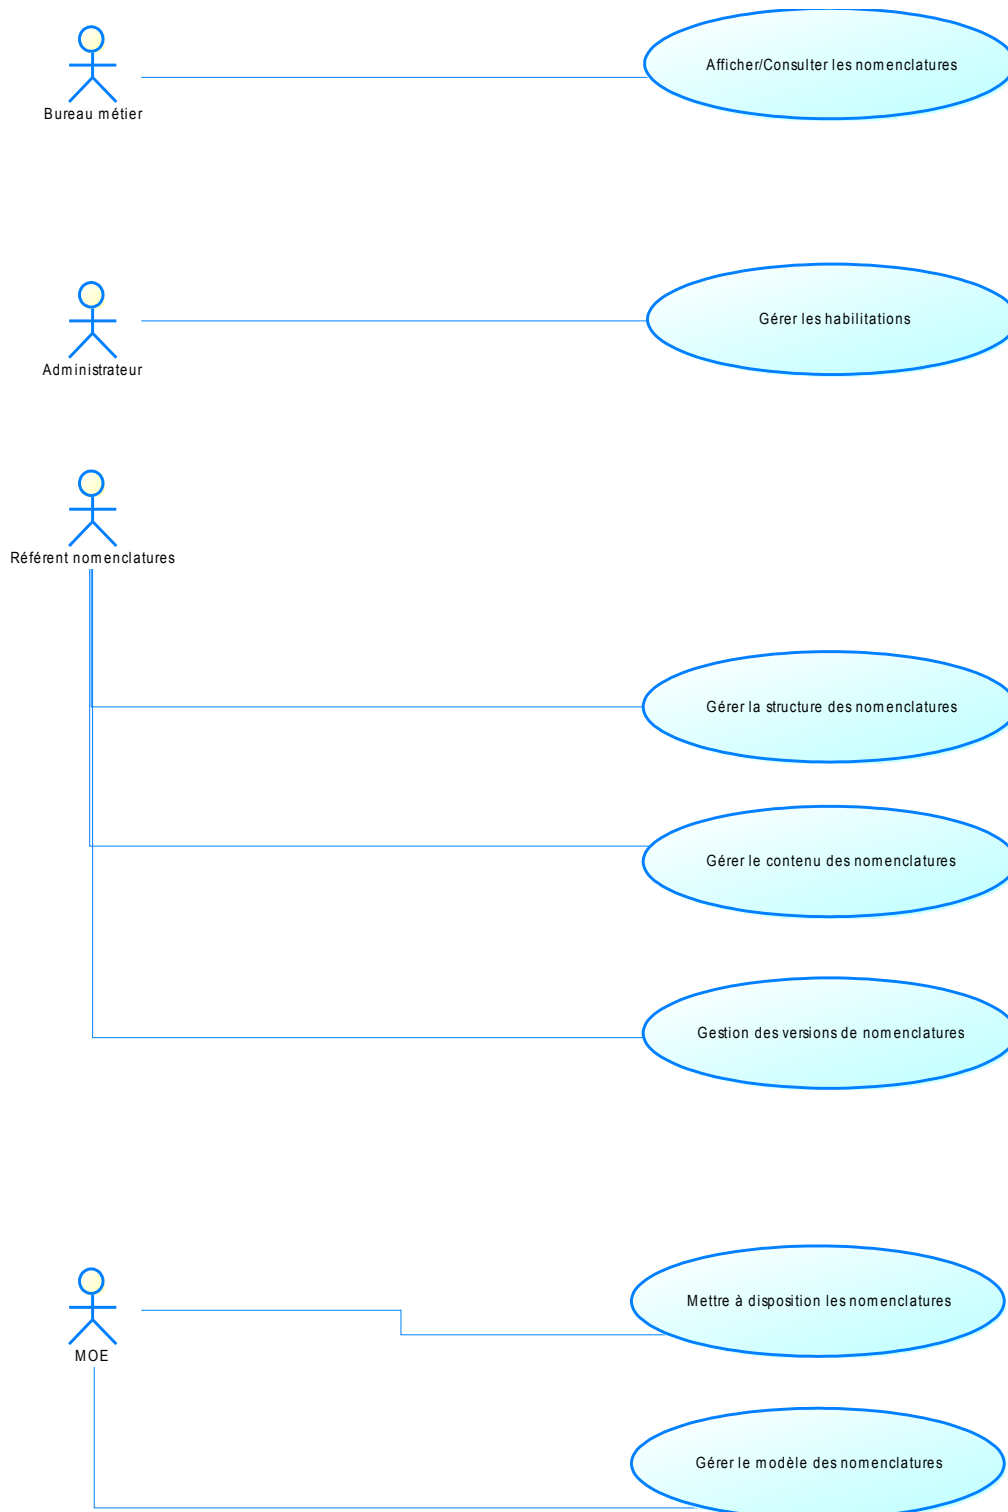 Afficher/Consulter les nomenclatures
Bureau métier
Gérer les habilitations
Administrateur
Référent nomenclatures
Gérer la structure des nomenclatures
Gérer le contenu des nomenclatures
Gestion des versions de nomenclatures
Mettre à disposition les nomenclatures
MOE
Gérer le modèle des nomenclatures